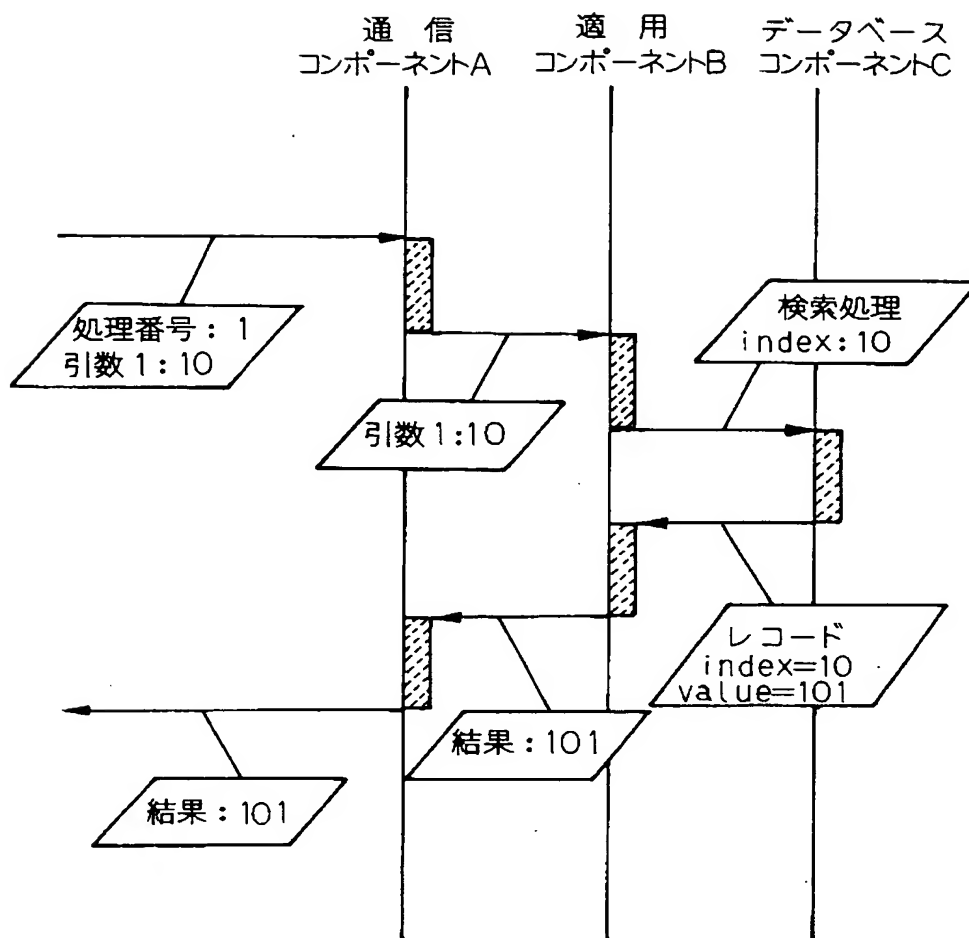 通信
コンポーネントA
適用
コンポーネントB
データベース
コンポーネントC
処理番号：1
引数1:10
検索処理
index:10
引数1:10
レコード
index=10
value=101
結果：101
結果：101